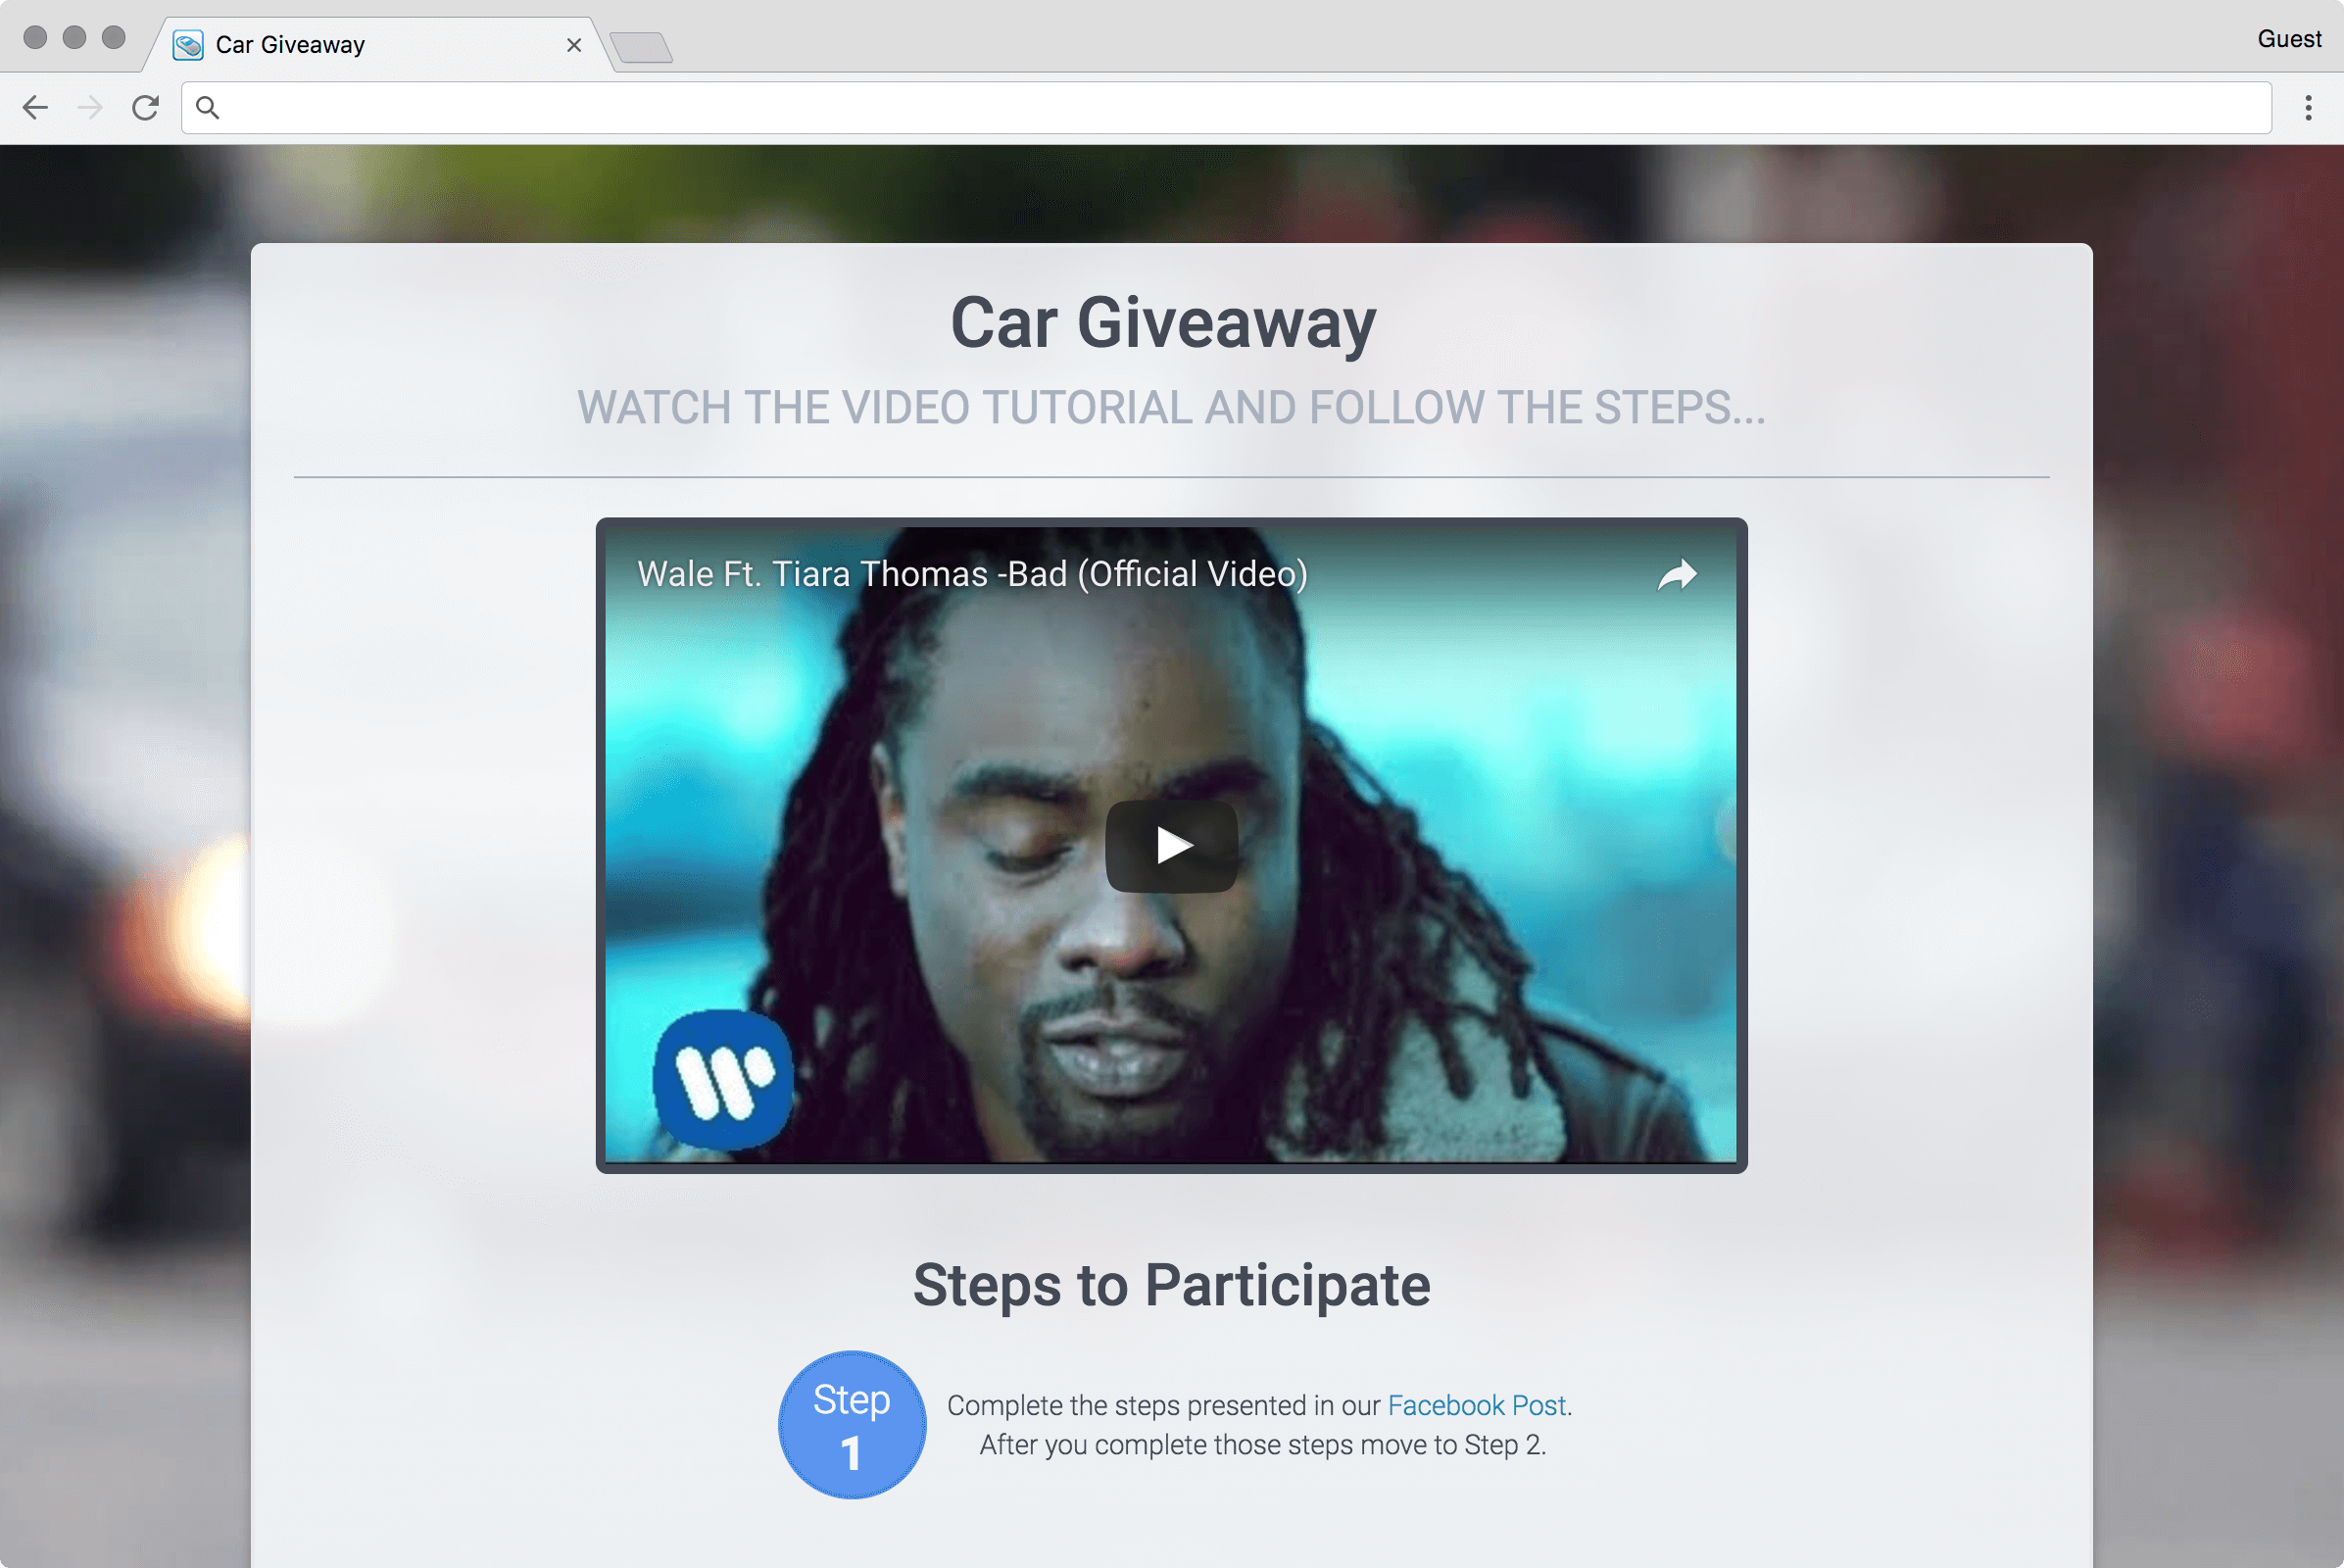 Car Giveaway
Guest
Car Giveaway
WATCH THE VIDEO TUTORIAL AND FOLLOW THE STEPS...
Wale Ft. Tiara Thomas -Bad (Official Video)
Steps to Participate
Step
1
Complete the steps presented in our Facebook Post.
After you complete those steps move to Step 2.